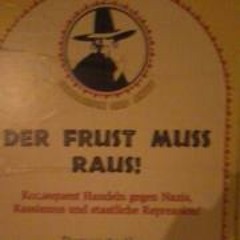 DER FRUST MUSS
RAUS!
Konsequent Handeln gegen Nazis,
Rassismus und staatliche Repression!